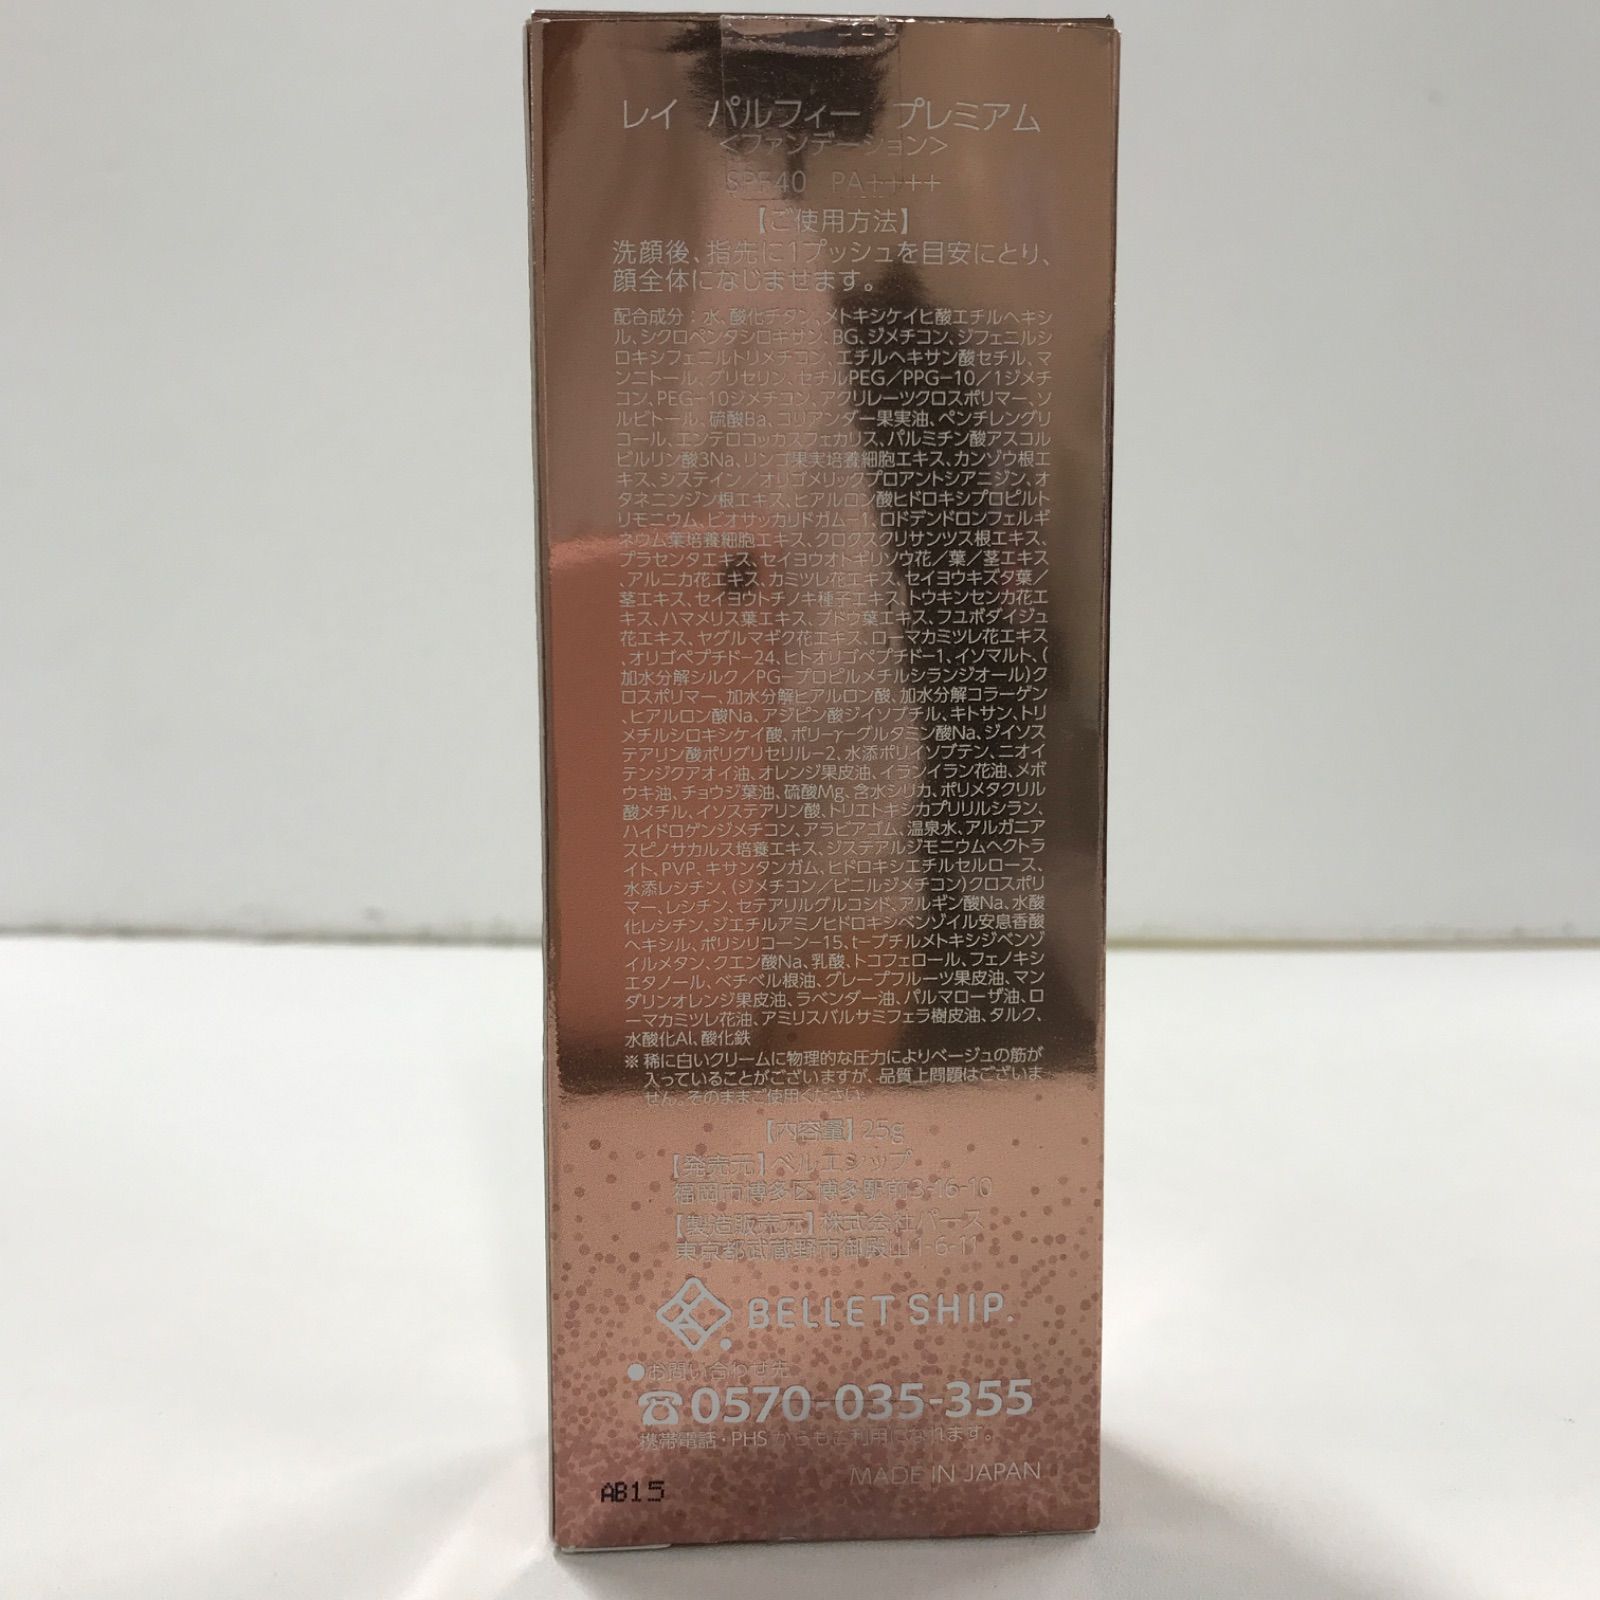 レイ パルフィー プレミアム
<ファンデーション>
SPF40 PA++++
【ご使用方法】
洗顔後、指先に1プッシュを目安にとり、
顔全体になじませます。
配合成分：水、酸化チタン、メトキシケイヒ酸エチルヘキシ
ル、シクロペンタシロキサン、BG、ジメチコン、ジフェニルシ
ロキシフェニルトリメチコン、エチルヘキサン酸セチル、マ
ンニトール、グリセリン、セチルPEG／PPG−10／1ジメチ
コン、PEG−10ジメチコン、アクリレーツクロスポリマー、ソ
ルビトール、硫酸Ba、コリアンダー果実油、ペンチレングリ
コール、エンテロコッカスフェカリス、パルミチン酸アスコル
ビルリン酸3Na、リンゴ果実培養細胞エキス、カンゾウ根エ
キス、システイン／オリゴメリックプロアントシアニジン、オ
タネニンジン根エキス、ヒアルロン酸ヒドロキシプロピルト
リモニウム、ビオサッカリドガム−1、ロドデンドロンフェルギ
ネウム葉培養細胞エキス、クロクスクリサンツス根エキス、
プラセンタエキス、セイヨウオトギリソウ花／葉／茎エキス
、アルニカ花エキス、カミツレ花エキス、セイヨウキズタ葉／
茎エキス、セイヨウトチノキ種子エキス、トウキンセンカ花エ
キス、ハマメリス葉エキス、ブドウ葉エキス、フユボダイジュ
花エキス、ヤグルマギク花エキス、ローマカミツレ花エキス
、オリゴペプチド−24、ヒトオリゴペプチド−1、イソマルト、(
加水分解シルク／PG−プロピルメチルシランジオール)ク
ロスポリマー、加水分解ヒアルロン酸、加水分解コラーゲン
、ヒアルロン酸Na、アジピン酸ジイソブチル、キトサン、トリ
メチルシロキシケイ酸、ポリ−γ−グルタミン酸Na、ジイソス
テアリン酸ポリグリセリル−2、水添ポリイソブテン、ニオイ
テンジクアオイ油、オレンジ果皮油、イランイラン花油、メボ
ウキ油、チョウジ葉油、硫酸Mg、含水シリカ、ポリメタクリル
酸メチル、イソステアリン酸、トリエトキシカプリリルシラン、
ハイドロゲンジメチコン、アラビアゴム、温泉水、アルガニア
スピノサカルス培養エキス、ジステアルジモニウムヘクトラ
イト、PVP、キサンタンガム、ヒドロキシエチルセルロース、
水添レシチン、(ジメチコン／ビニルジメチコン)クロスポリ
マー、レシチン、セテアリルグルコシド、アルギン酸Na、水酸
化レシチン、ジエチルアミノヒドロキシベンゾイル安息香酸
ヘキシル、ポリシリコーン−15、t−ブチルメトキシジベンゾ
イルメタン、クエン酸Na、乳酸、トコフェロール、フェノキシ
エタノール、ベチベル根油、グレープフルーツ果皮油、マン
ダリンオレンジ果皮油、ラベンダー油、パルマローザ油、ロ
ーマカミツレ花油、アミリスバルサミフェラ樹皮油、タルク、
水酸化Al、酸化鉄
※ 稀に白いクリームに物理的な圧力によりベージュの筋が
入っていることがございますが、品質上問題はございま
せん。そのままご使用ください。
【内容量】25g
【発売元】ベルエシップ
福岡市博多区博多駅前3-16-10
【製造販売元】株式会社パース
東京都武蔵野市御殿山1-6-11
BELLET SHIP.
●お問い合わせ先
☎0570-035-355
携帯電話・PHSからもご利用になれます。
MADE IN JAPAN
AB15